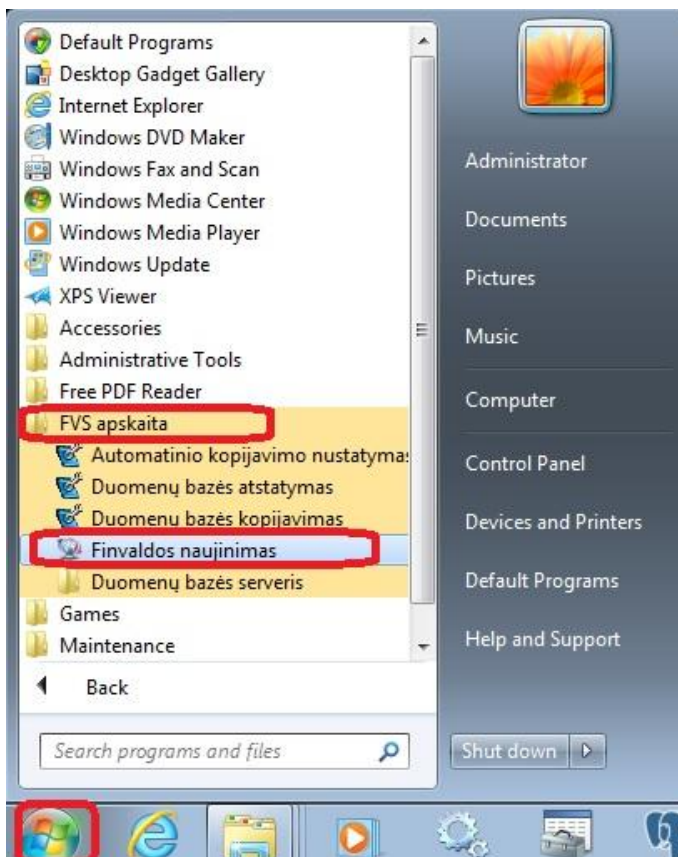 Default Programs
Desktop Gadget Gallery
Internet Explorer
Windows DVD Maker
Windows Fax and Scan
Windows Media Center
Windows Media Player
Windows Update
XPS Viewer
Accessories
Administrative Tools
Free PDF Reader
FVS apskaita
Automatinio kopijavimo nustatymas
Duomenų bazės atstatymas
Duomenų bazės kopijavimas
Finvaldos naujinimas
Duomenų bazės serveris
Games
Maintenance
Back
Search programs and files
Administrator
Documents
Pictures
Music
Computer
Control Panel
Devices and Printers
Default Programs
Help and Support
Shut down